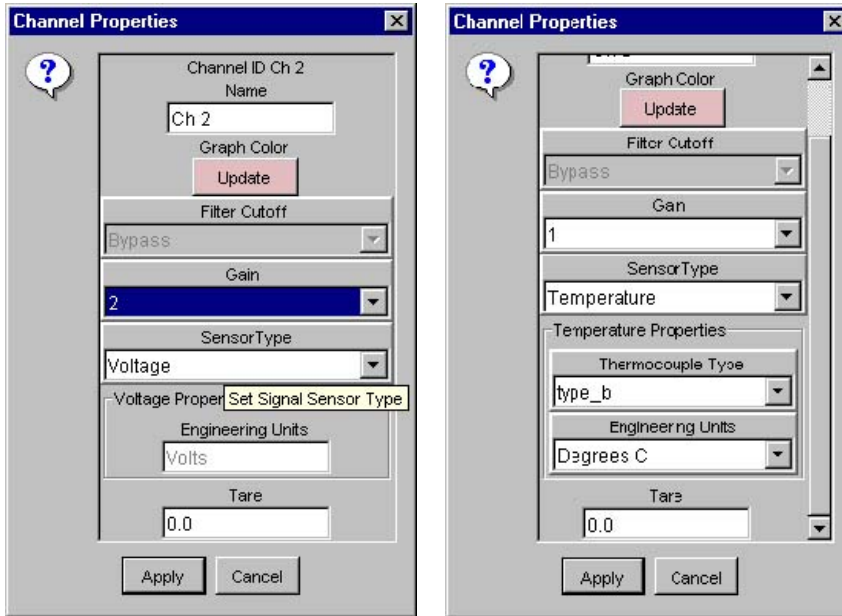 Channel Properties
Channel ID Ch 2
Name
Ch 2
Graph Color
Update
Filter Cutoff
Bypass
Gain
2
SensorType
Voltage
Voltage Proper
Set Signal Sensor Type
Engineering Units
Volts
Tare
0.0
Apply Cancel
Channel Properties
Graph Color
Update
Filter Cutoff
Bypass
Gain
1
SensorType
Temperature
Temperature Properties
Thermocouple Type
type_b
Engineering Units
Degrees C
Tare
0.0
Apply Cancel